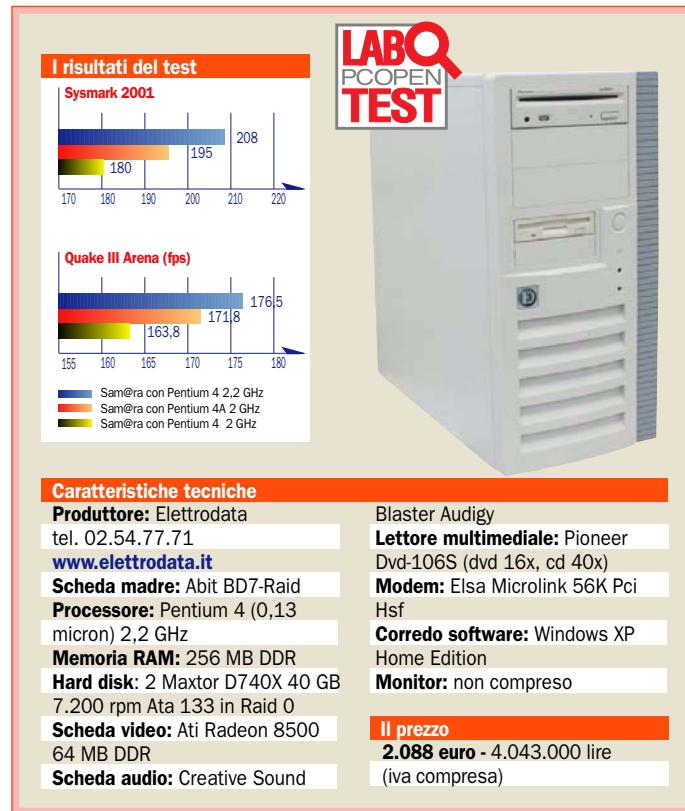 LABO
PCOPEN
TEST
I risultati del test
Sysmark 2001
208
195
180
170 180 190 200 210 220
Quake III Arena (fps)
176,5
171,8
163,8
155 160 165 170 175 180
Sam@ra con Pentium 4 2,2 GHz
Sam@ra con Pentium 4A 2 GHz
Sam@ra con Pentium 4 2 GHz
Caratteristiche tecniche
Produttore: Elettrodata
tel. 02.54.77.71
www.elettrodata.it
Scheda madre: Abit BD7-Raid
Processore: Pentium 4 (0,13
micron) 2,2 GHz
Memoria RAM: 256 MB DDR
Hard disk: 2 Maxtor D740X 40 GB
7.200 rpm Ata 133 in Raid 0
Scheda video: Ati Radeon 8500
64 MB DDR
Scheda audio: Creative Sound
Blaster Audigy
Lettore multimediale: Pioneer
Dvd-106S (dvd 16x, cd 40x)
Modem: Elsa Microlink 56K Pci
Hsf
Corredo software: Windows XP
Home Edition
Monitor: non compreso
Il prezzo
2.088 euro - 4.043.000 lire
(iva compresa)